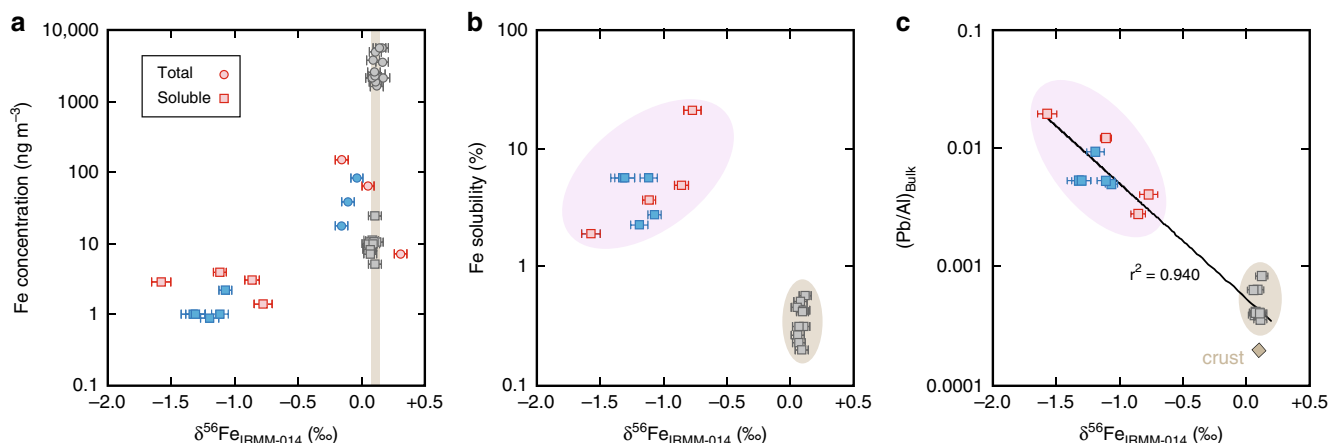 a
10,000
1000
100
10
1
0.1
Fe concentration (ng m⁻³)
Total
Soluble
−2.0 −1.5 −1.0 −0.5 0.0 +0.5
δ⁵⁶Fe_IRMM-014 (‰)
b
100
10
1
0.1
Fe solubility (%)
−2.0 −1.5 −1.0 −0.5 0.0 +0.5
δ⁵⁶Fe_IRMM-014 (‰)
c
0.1
0.01
0.001
0.0001
(Pb/Al)_Bulk
r² = 0.940
crust
−2.0 −1.5 −1.0 −0.5 0.0 +0.5
δ⁵⁶Fe_IRMM-014 (‰)